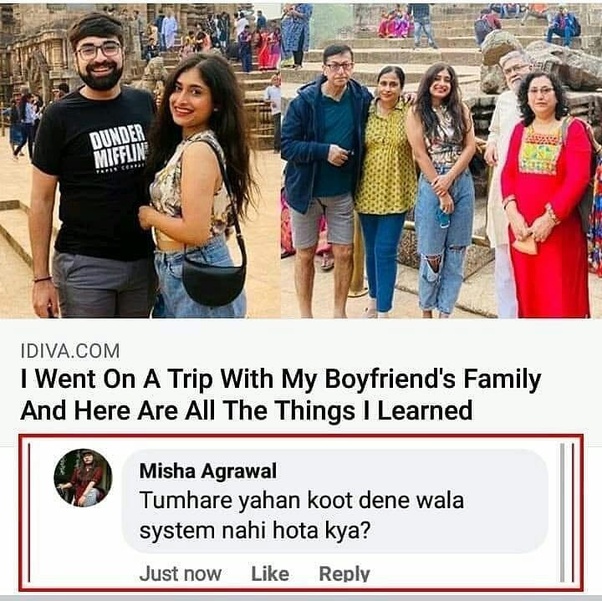 DUNDER
MIFFLIN
PAPER COMPANY
IDIVA.COM
I Went On A Trip With My Boyfriend's Family
And Here Are All The Things I Learned
Misha Agrawal
Tumhare yahan koot dene wala
system nahi hota kya?
Just now Like Reply